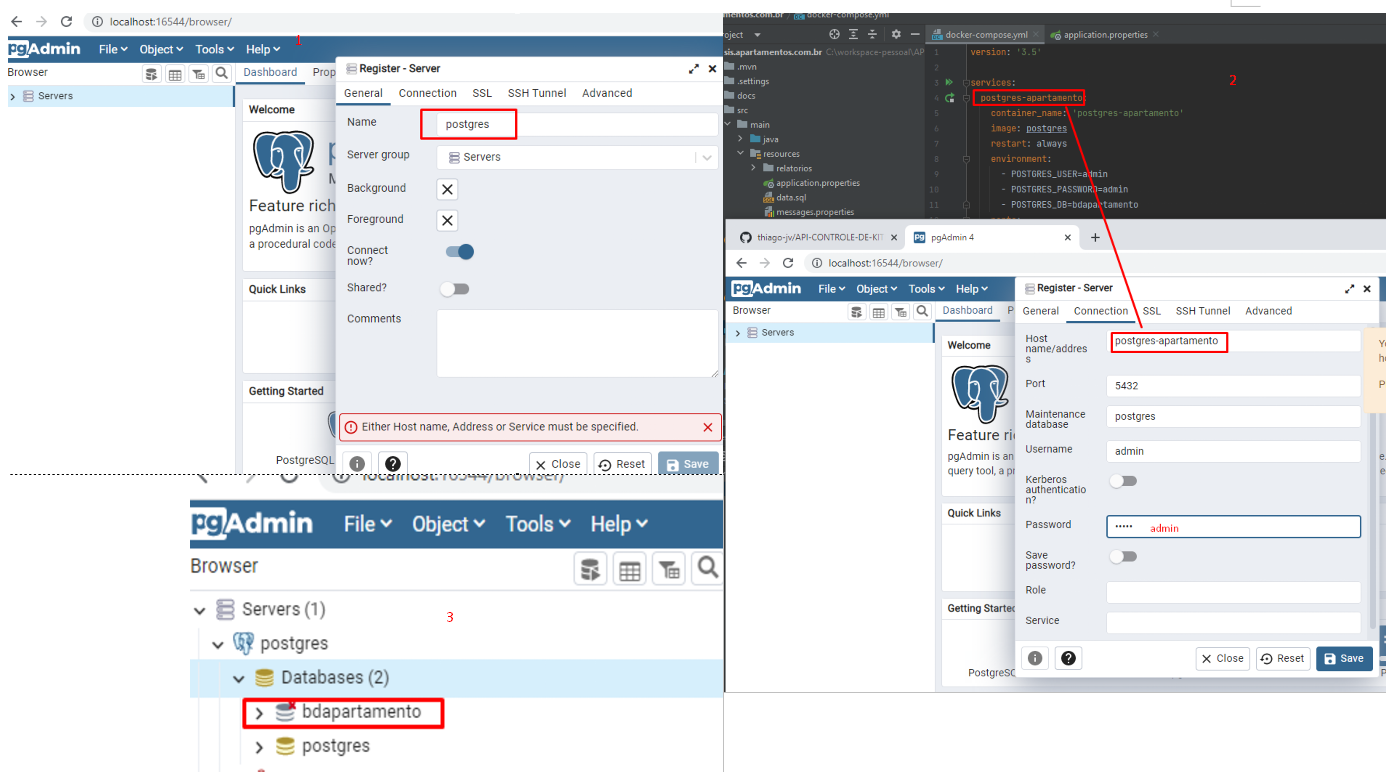 localhost:16544/browser/
pgAdmin File Object Tools Help 1
Browser Dashboard Prop
Servers
Welcome
Feature rich
pgAdmin is an Op
a procedural code
Quick Links
Getting Started
PostgreSQL
Register - Server
General Connection SSL SSH Tunnel Advanced
Name postgres
Server group Servers
Background
Foreground
Connect
now?
Shared?
Comments
Either Host name, Address or Service must be specified.
Close Reset Save
mentos.com.br docker-compose.yml
oject docker-compose.yml application.properties
sis.apartamentos.com.br C:\workspace-pessoal\AP
.mvn
.settings
docs
src
main
java
resources
relatorios
application.properties
data.sql
messages.properties
2
1 version: '3.5'
2
3 services:
4 postgres-apartamento:
5 container_name: 'postgres-apartamento'
6 image: postgres
7 restart: always
8 environment:
9 - POSTGRES_USER=admin
10 - POSTGRES_PASSWORD=admin
11 - POSTGRES_DB=bdapartamento
thiago-jv/API-CONTROLE-DE-KIT pgAdmin 4
localhost:16544/browser/
pgAdmin File Object Tools Help
Browser Dashboard P
Servers
Welcome
Feature ri
pgAdmin is an
query tool, a p
Quick Links
Getting Starte
PostgreSQ
Register - Server
General Connection SSL SSH Tunnel Advanced
Host
name/addres
s
postgres-apartamento
Port 5432
Maintenance
database
postgres
Username admin
Kerberos
authenticatio
n?
Password ••••• admin
Save
password?
Role
Service
Close Reset Save
localhost:16544/browser/
pgAdmin File Object Tools Help
Browser
Servers (1)
3
postgres
Databases (2)
bdapartamento
postgres